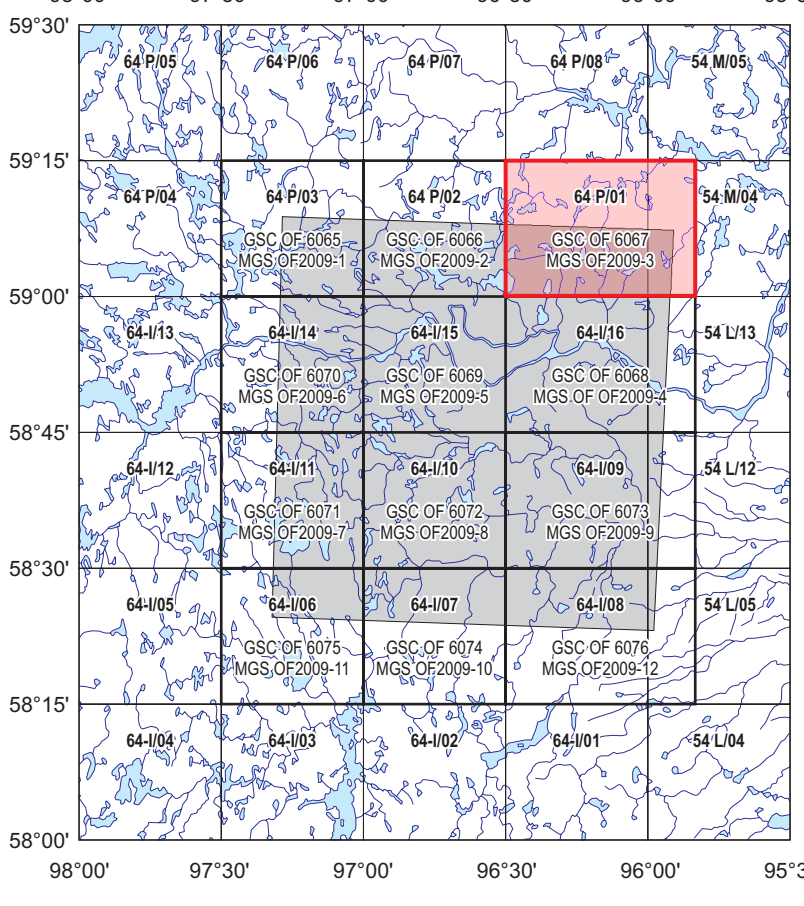 59°30'
64 P/05 64 P/06 64 P/07 64 P/08 54 M/05
59°15'
64 P/04 64 P/03 64 P/02 64 P/01 54 M/04
GSC OF 6065 GSC OF 6066 GSC OF 6067
MGS OF2009-1 MGS OF2009-2 MGS OF2009-3
59°00'
64-I/13 64-I/14 64-I/15 64-I/16 54 L/13
GSC OF 6070 GSC OF 6069 GSC OF 6068
MGS OF2009-6 MGS OF2009-5 MGS OF OF2009-4
58°45'
64-I/12 64-I/11 64-I/10 64-I/09 54 L/12
GSC OF 6071 GSC OF 6072 GSC OF 6073
MGS OF2009-7 MGS OF2009-8 MGS OF2009-9
58°30'
64-I/05 64-I/06 64-I/07 64-I/08 54 L/05
GSC OF 6075 GSC OF 6074 GSC OF 6076
MGS OF2009-11 MGS OF2009-10 MGS OF2009-12
58°15'
64-I/04 64-I/03 64-I/02 64-I/01 54 L/04
58°00'
98°00' 97°30' 97°00' 96°30' 96°00'